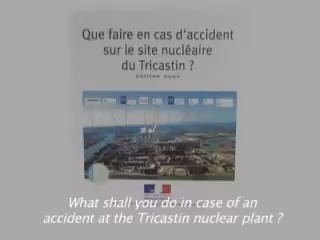 Que faire en cas d'accident
sur le site nucléaire
du Tricastin ?
What shall you do in case of an
accident at the Tricastin nuclear plant ?